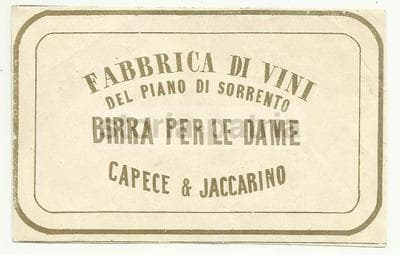 FABBRICA DI VINI
DEL PIANO DI SORRENTO
BIRRA PER LE DAME
CAPECE & JACCARINO